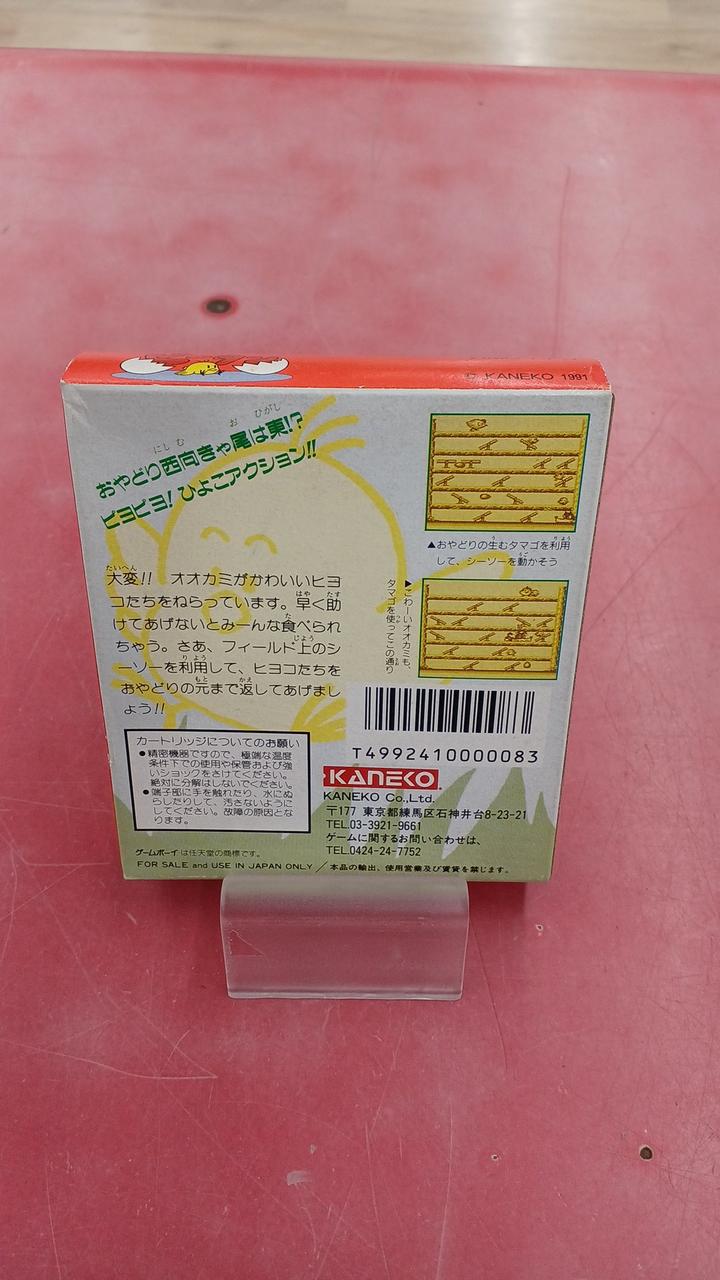 © KANEKO 1991
おやどり西向きゃ尾は東!?
ピヨピヨ! ひよこアクション!!
大変!! オオカミがかわいいヒヨ
コたちをねらっています。早く助
けてあげないとみーんな食べられ
ちゃう。さあ、フィールド上のシ
ーソーを利用して、ヒヨコたちを
おやどりの元まで返してあげまし
ょう!!
▲おやどりの生むタマゴを利用
して、シーソーを動かそう
▶こわーいオオカミも、
タマゴを使ってこの通り
カートリッジについてのお願い
●精密機器ですので、極端な温度
条件下での使用や保管および強
いショックをさけてください。
絶対に分解はしないでください。
●端子部に手を触れたり、水にぬ
らしたりして、汚さないように
してください。故障の原因とな
ります。
T4992410000083
KANEKO
KANEKO Co.,Ltd.
〒177 東京都練馬区石神井台8-23-21
TEL.03-3921-9661
ゲームに関するお問い合わせは、
TEL.0424-24-7752
ゲームボーイは任天堂の商標です。
FOR SALE and USE IN JAPAN ONLY／本品の輸出、使用営業及び賃貸を禁じます。